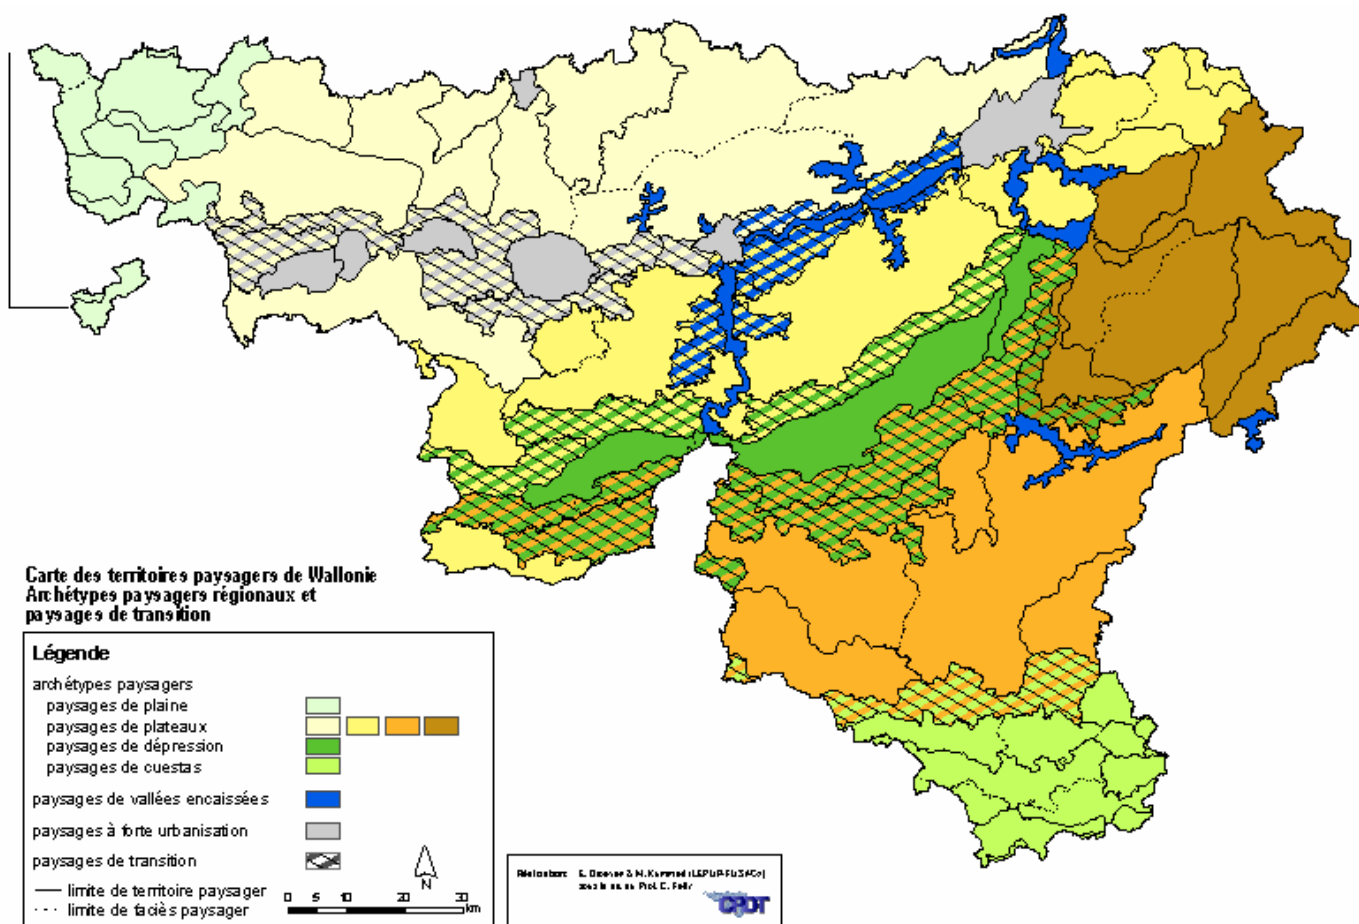 Carte des territoires paysagers de Wallonie
Archétypes paysagers régionaux et
paysages de transition
Légende
archétypes paysagers
paysages de plaine
paysages de plateaux
paysages de dépression
paysages de cuestas
paysages de vallées encaissées
paysages à forte urbanisation
paysages de transition
limite de territoire paysager
limite de faciès paysager
N
0 5 10 20 30
km
CPDT